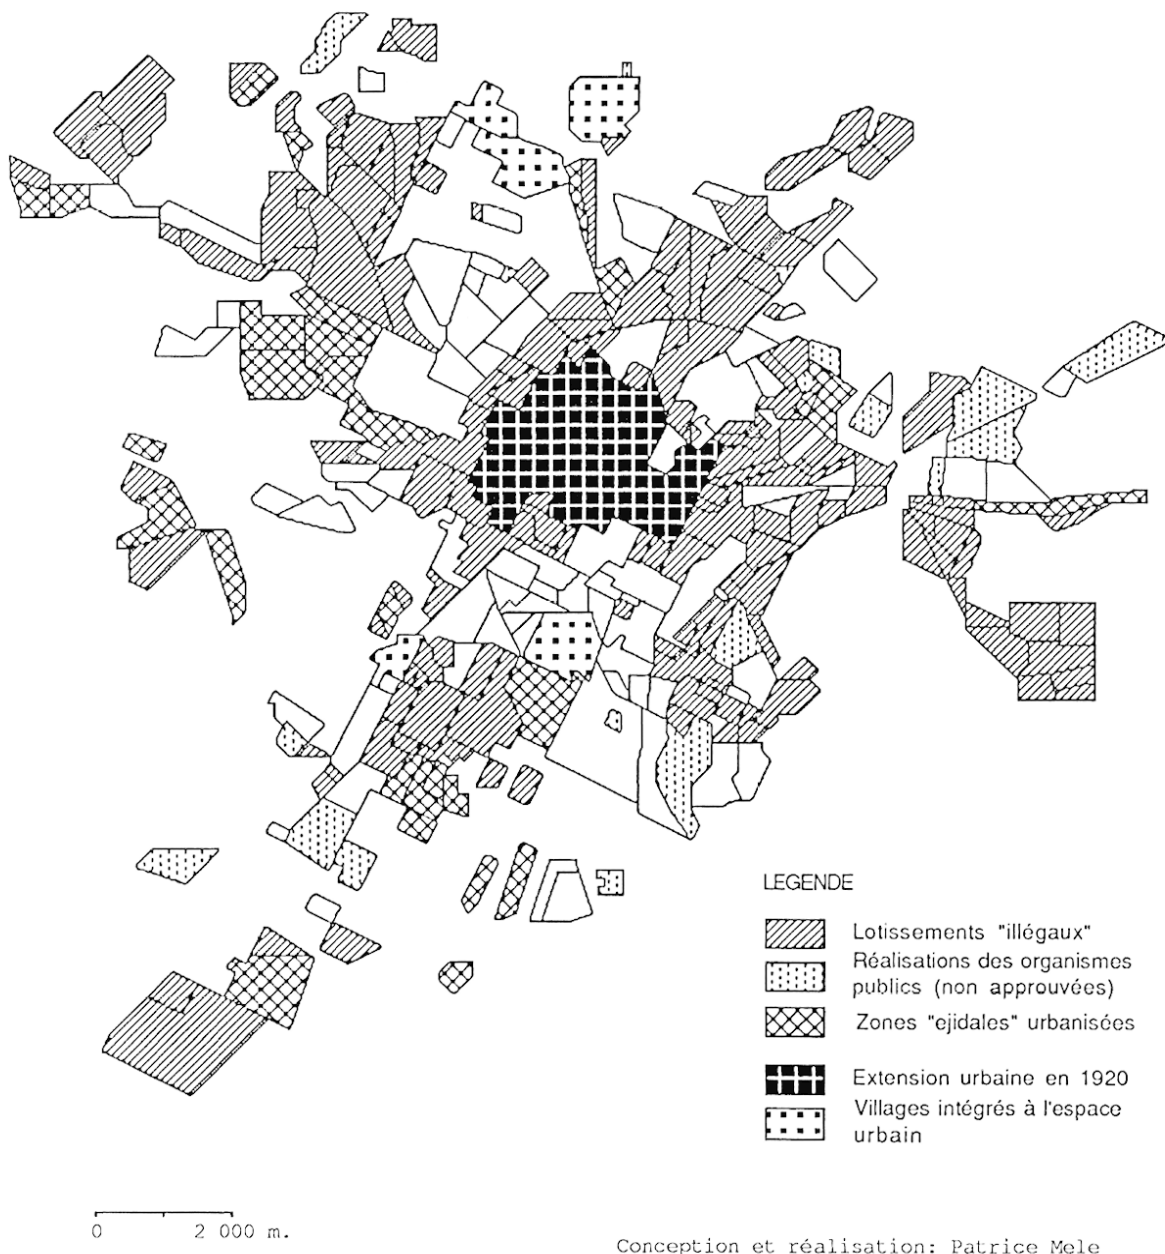 LEGENDE
Lotissements "illégaux"
Réalisations des organismes
publics (non approuvées)
Zones "ejidales" urbanisées
Extension urbaine en 1920
Villages intégrés à l'espace
urbain
0 2 000 m.
Conception et réalisation: Patrice Mele